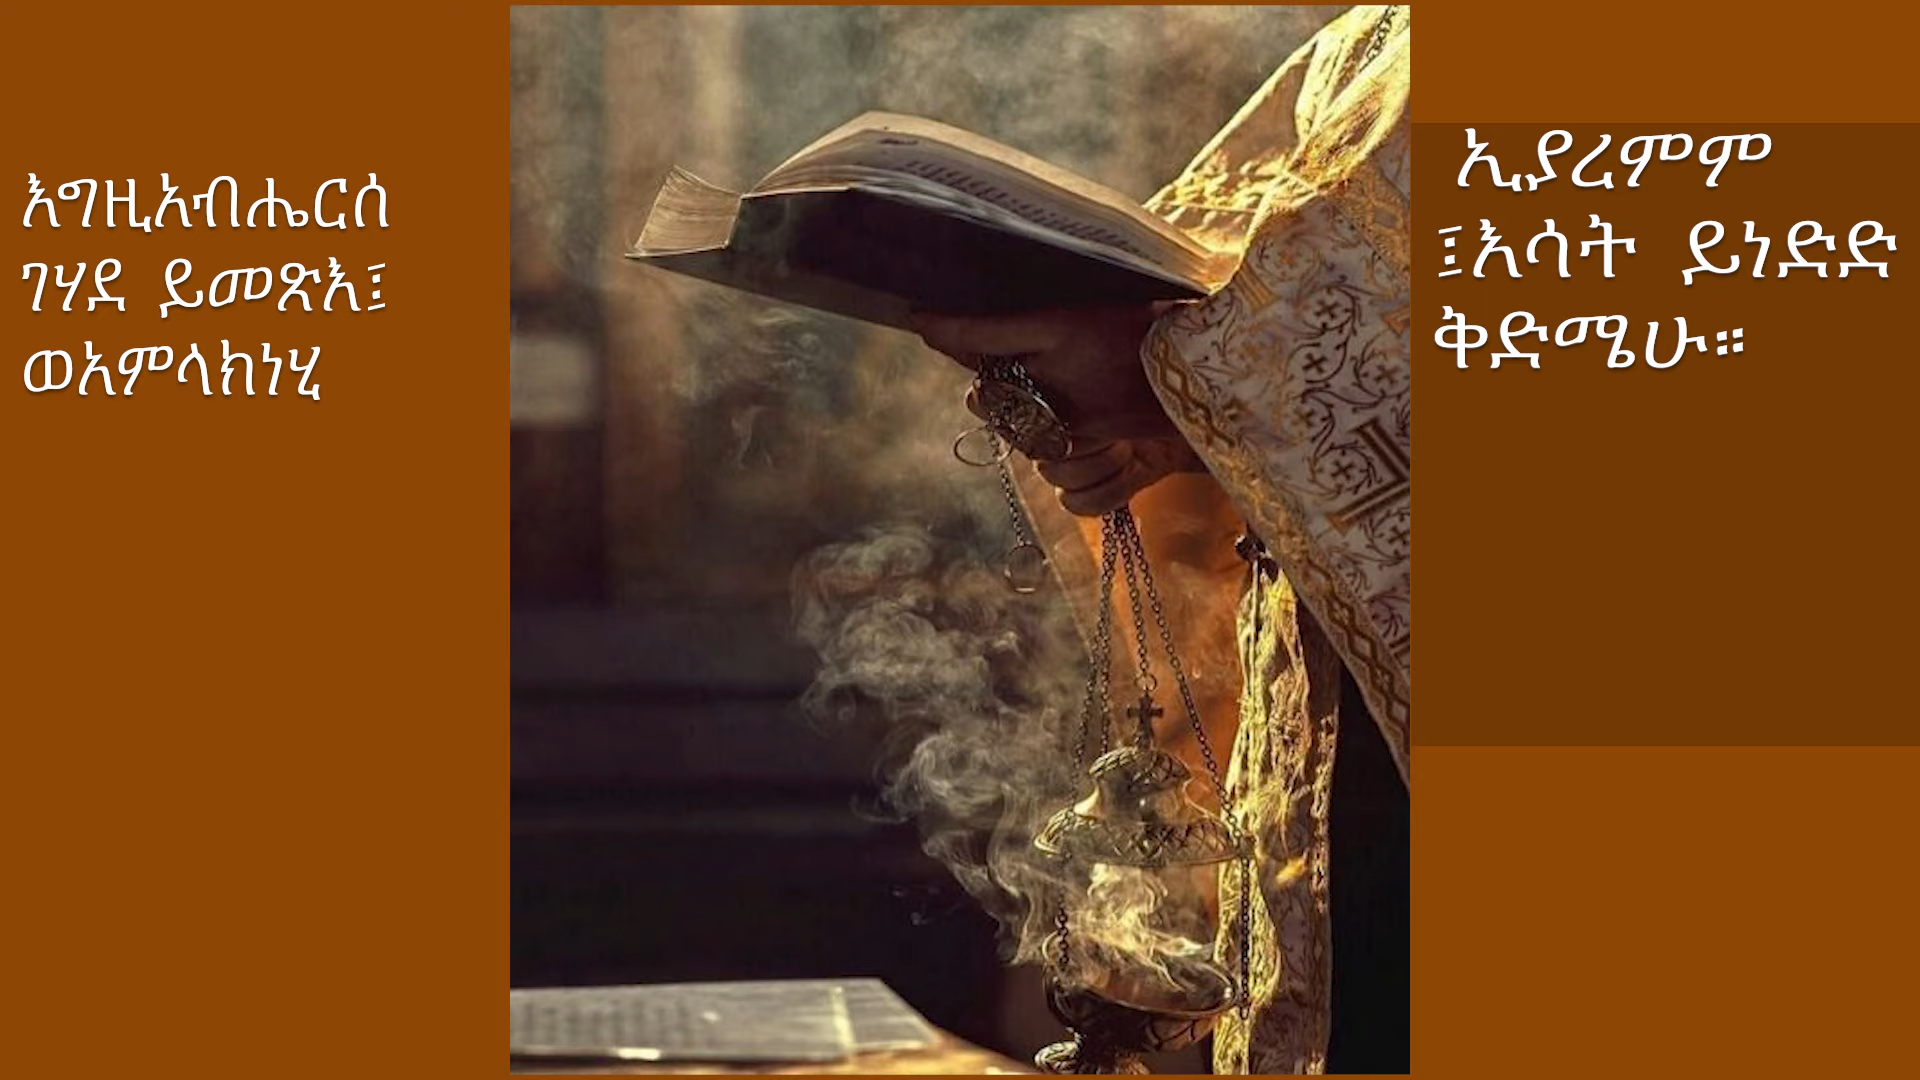 እግዚአብሔርሰ
ገሃደ ይመጽእ፤
ወአምላክነሂ
ኢያረምም
፤እሳት ይነድድ
ቅድሜሁ።